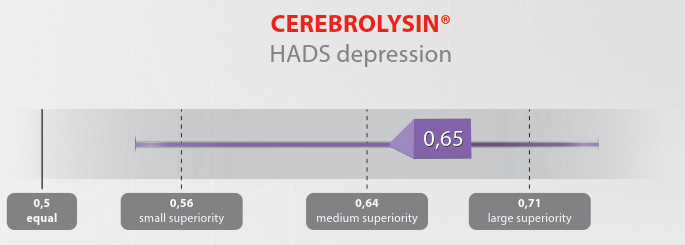 CEREBROLYSIN®
HADS depression
0,65
0,5
equal
0,56
small superiority
0,64
medium superiority
0,71
large superiority